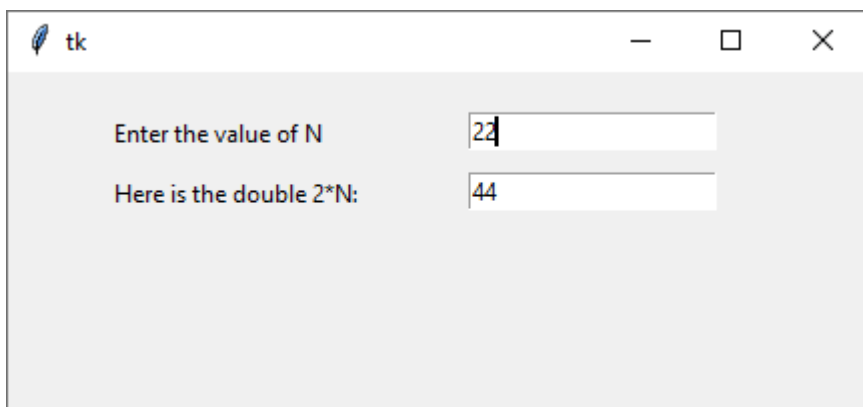 tk
Enter the value of N 22
Here is the double 2*N: 44